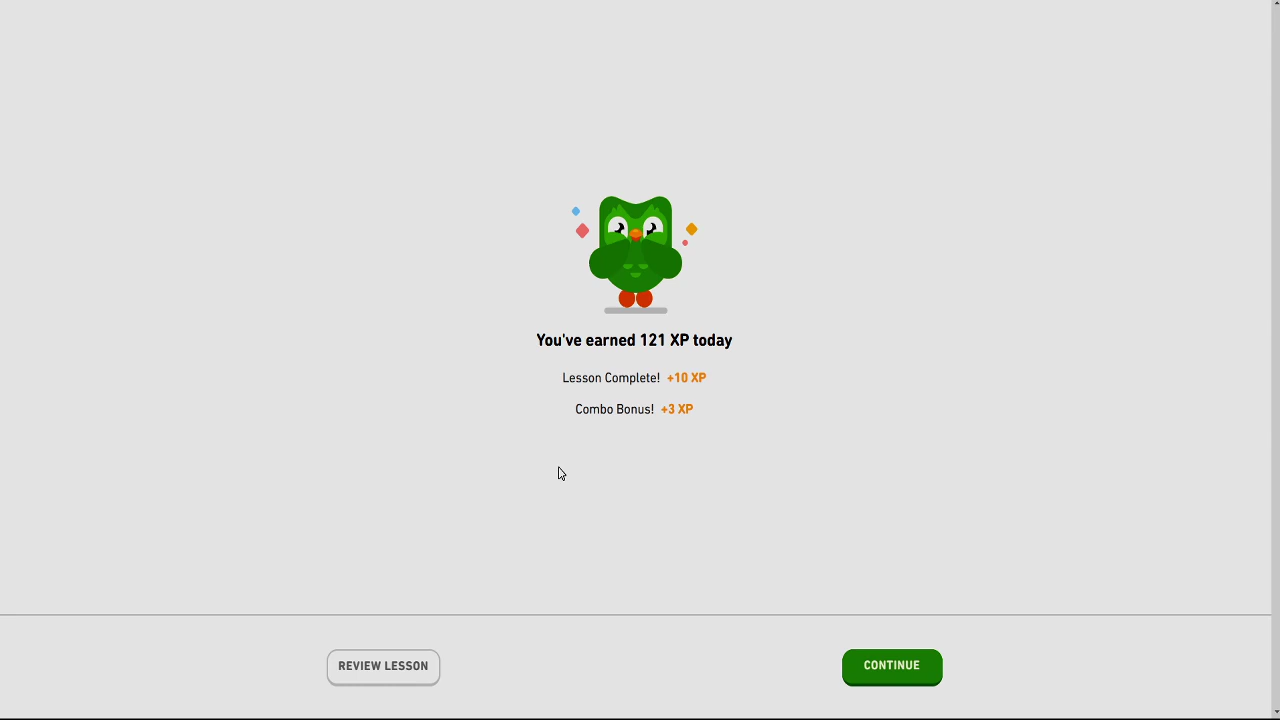 You've earned 121 XP today
Lesson Complete! +10 XP
Combo Bonus! +3 XP
REVIEW LESSON
CONTINUE